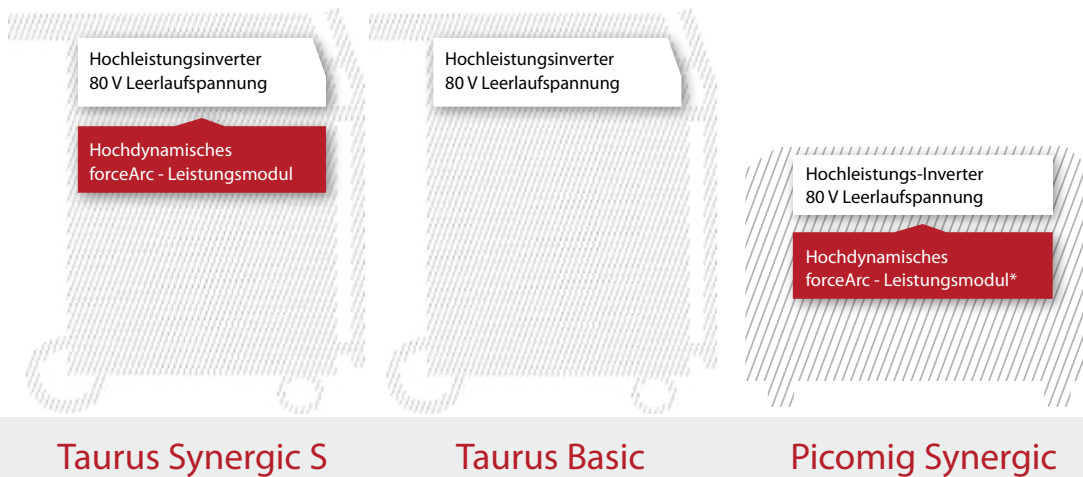 Hochleistungsinverter
80 V Leerlaufspannung
Hochdynamisches
forceArc - Leistungsmodul
Taurus Synergic S
Hochleistungsinverter
80 V Leerlaufspannung
Taurus Basic
Hochleistungs-Inverter
80 V Leerlaufspannung
Hochdynamisches
forceArc - Leistungsmodul*
Picomig Synergic